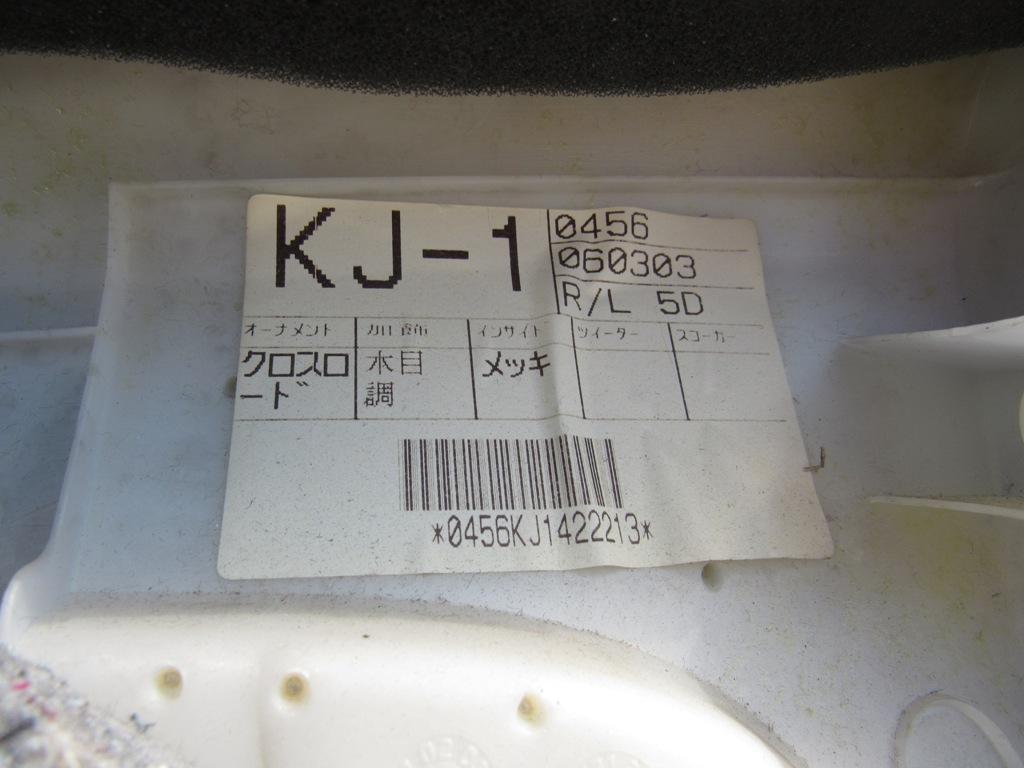 KJ-1
0456
060303
R/L 5D
オーナメント 加飾 インサイト ツイーター スコーカー
クロスロード 木目調 メッキ
*0456KJ1422213*